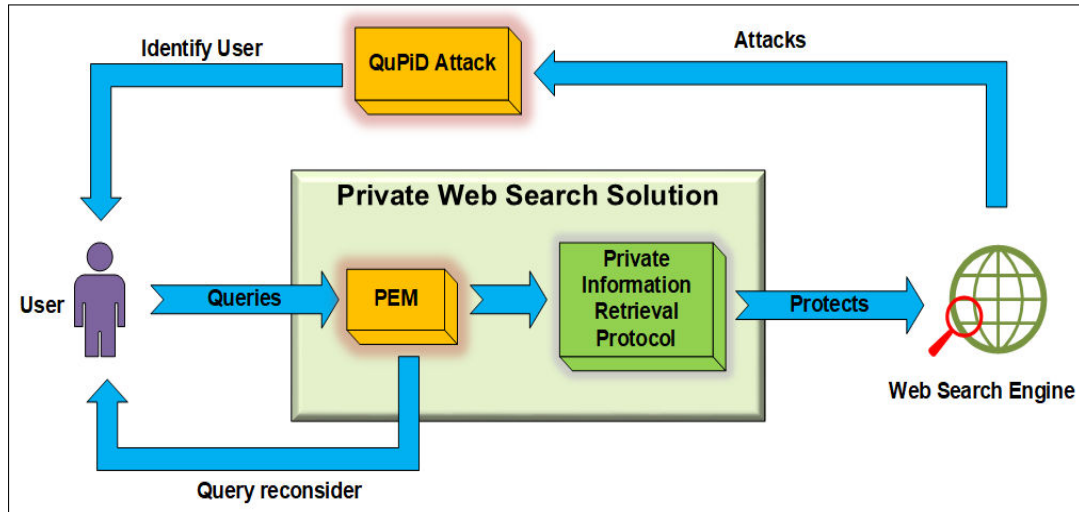 Identify User
QuPiD Attack
Attacks
Private Web Search Solution
User
Queries
PEM
Private
Information
Retrieval
Protocol
Protects
Web Search Engine
Query reconsider